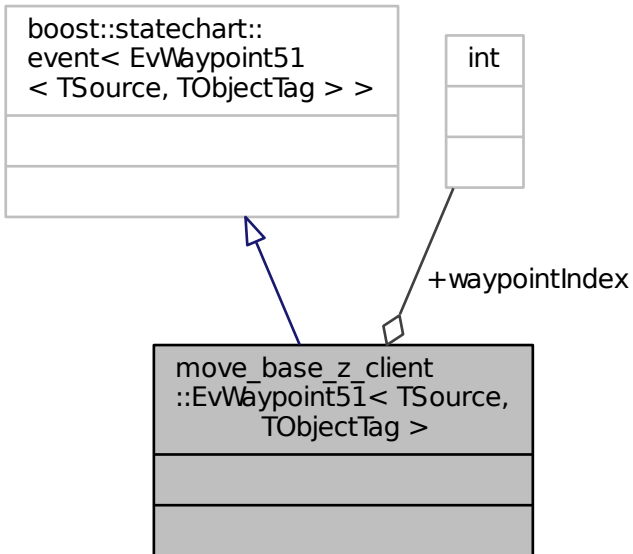 boost::statechart::
event< EvWaypoint51
< TSource, TObjectTag > >
int
+waypointIndex
move_base_z_client
::EvWaypoint51< TSource,
TObjectTag >